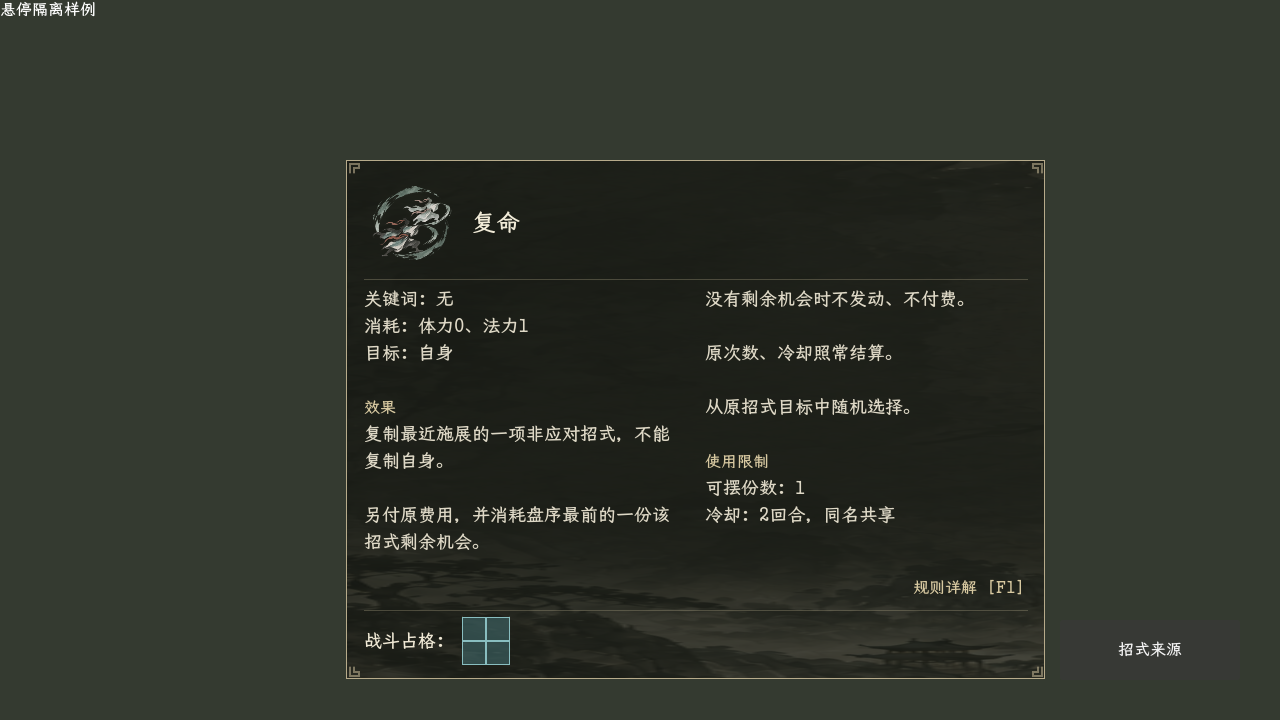 悬停隔离样例
复命
关键词：无
消耗：体力0、法力1
目标：自身
效果
复制最近施展的一项非应对招式，不能
复制自身。
另付原费用，并消耗盘序最前的一份该
招式剩余机会。
没有剩余机会时不发动、不付费。
原次数、冷却照常结算。
从原招式目标中随机选择。
使用限制
可摆份数：1
冷却：2回合，同名共享
规则详解 [F1]
战斗占格：
招式来源